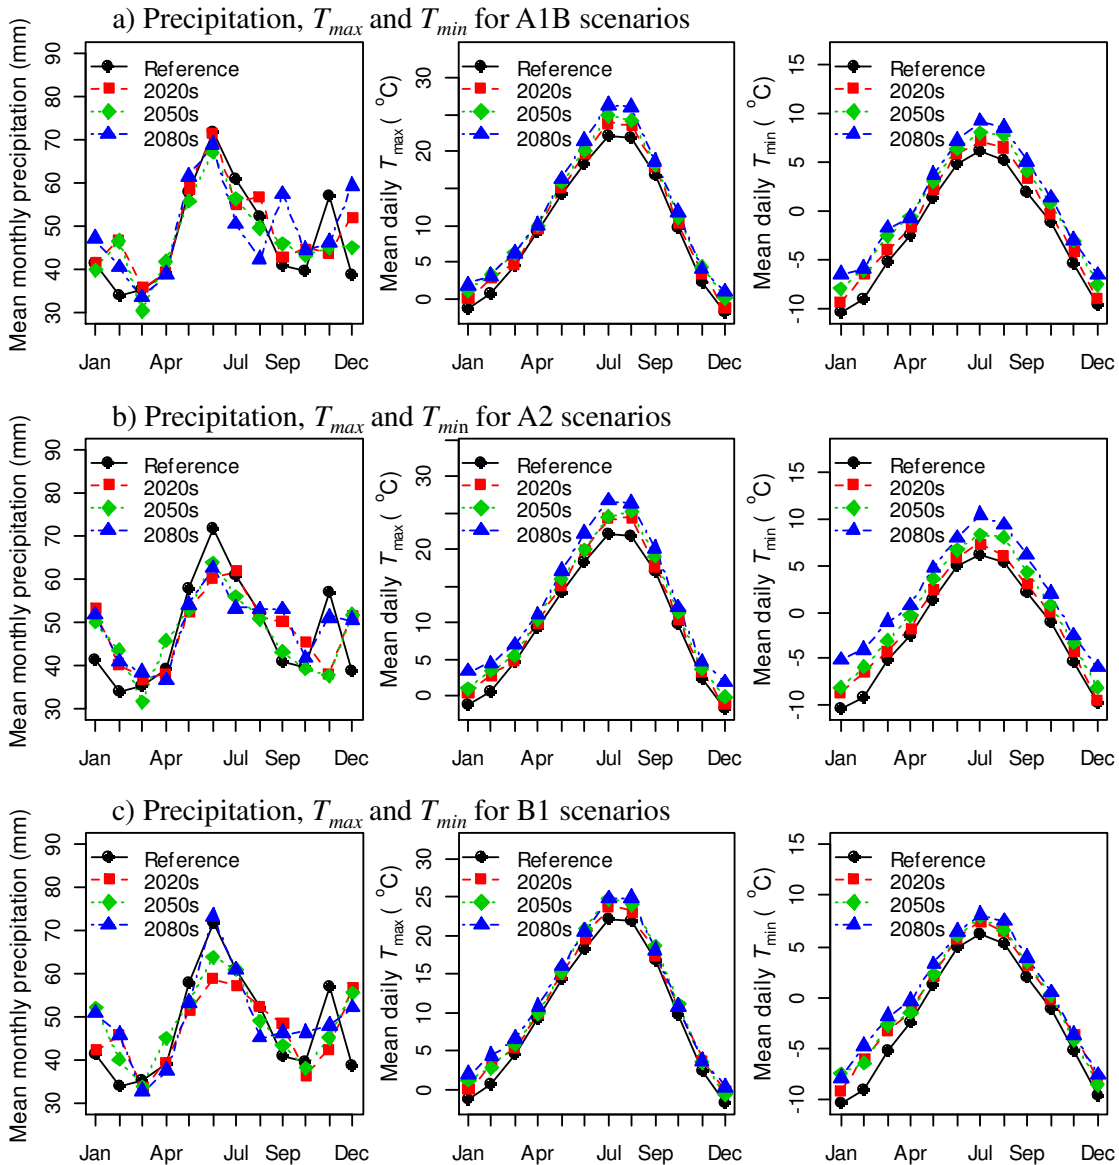 a) Precipitation, Tmax and Tmin for A1B scenarios
Mean monthly precipitation (mm)
90
80
70
60
50
40
30
Reference
2020s
2050s
2080s
Jan Apr Jul Sep Dec
Mean daily Tmax ( °C)
30
20
10
5
0
Reference
2020s
2050s
2080s
Jan Apr Jul Sep Dec
Mean daily Tmin ( °C)
15
10
5
0
-10
Reference
2020s
2050s
2080s
Jan Apr Jul Sep Dec
b) Precipitation, Tmax and Tmin for A2 scenarios
Mean monthly precipitation (mm)
90
80
70
60
50
40
30
Reference
2020s
2050s
2080s
Jan Apr Jul Sep Dec
Mean daily Tmax ( °C)
35
30
20
10
5
0
Reference
2020s
2050s
2080s
Jan Apr Jul Sep Dec
Mean daily Tmin ( °C)
15
10
5
0
-5
-10
Reference
2020s
2050s
2080s
Jan Apr Jul Sep Dec
c) Precipitation, Tmax and Tmin for B1 scenarios
Mean monthly precipitation (mm)
90
80
70
60
50
40
30
Reference
2020s
2050s
2080s
Jan Apr Jul Sep Dec
Mean daily Tmax ( °C)
30
25
20
15
10
5
0
Reference
2020s
2050s
2080s
Jan Apr Jul Sep Dec
Mean daily Tmin ( °C)
15
10
5
0
-5
-10
Reference
2020s
2050s
2080s
Jan Apr Jul Sep Dec